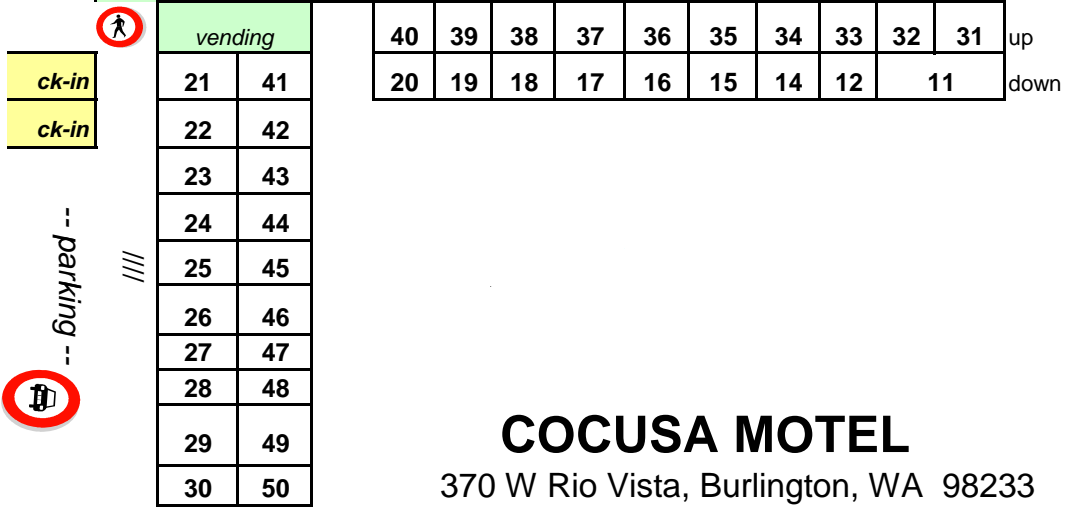 vending 40 39 38 37 36 35 34 33 32 31 up
ck-in 21 41 20 19 18 17 16 15 14 12 11 down
ck-in 22 42
23 43
24 44
-- parking --
////
25 45
26 46
27 47
28 48
29 49
30 50
COCUSA MOTEL
370 W Rio Vista, Burlington, WA 98233